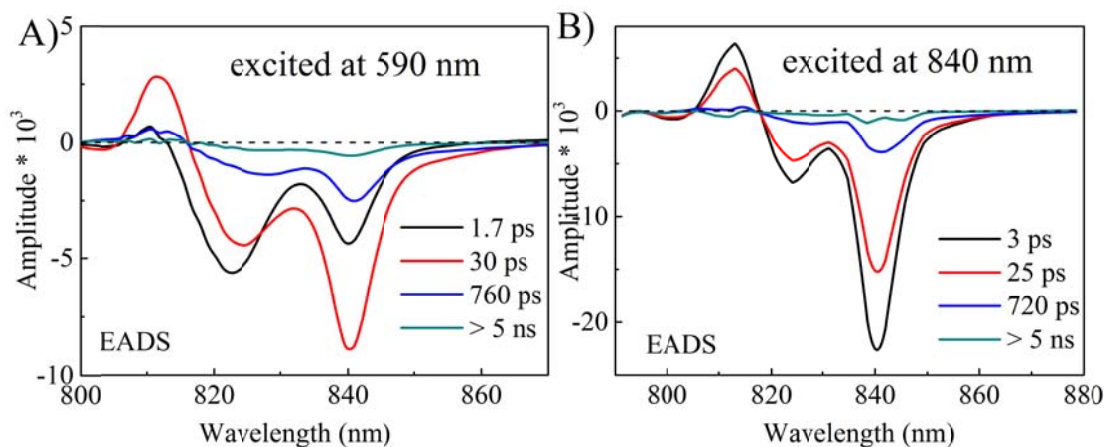 A)
excited at 590 nm
5
0
-5
-10
Amplitude * 10³
1.7 ps
30 ps
760 ps
> 5 ns
EADS
800 820 840 860
Wavelength (nm)
B)
excited at 840 nm
0
-10
-20
Amplitude * 10³
3 ps
25 ps
720 ps
> 5 ns
EADS
800 820 840 860 880
Wavelength (nm)